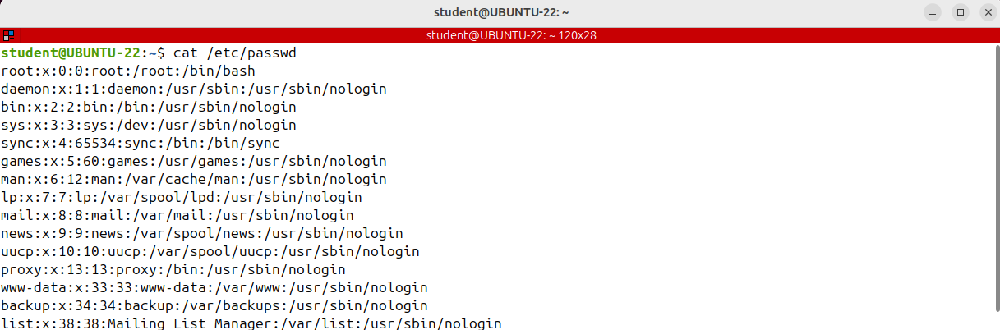 student@UBUNTU-22: ~
student@UBUNTU-22: ~ 120x28
student@UBUNTU-22:~$ cat /etc/passwd
root:x:0:0:root:/root:/bin/bash
daemon:x:1:1:daemon:/usr/sbin:/usr/sbin/nologin
bin:x:2:2:bin:/bin:/usr/sbin/nologin
sys:x:3:3:sys:/dev:/usr/sbin/nologin
sync:x:4:65534:sync:/bin:/bin/sync
games:x:5:60:games:/usr/games:/usr/sbin/nologin
man:x:6:12:man:/var/cache/man:/usr/sbin/nologin
lp:x:7:7:lp:/var/spool/lpd:/usr/sbin/nologin
mail:x:8:8:mail:/var/mail:/usr/sbin/nologin
news:x:9:9:news:/var/spool/news:/usr/sbin/nologin
uucp:x:10:10:uucp:/var/spool/uucp:/usr/sbin/nologin
proxy:x:13:13:proxy:/bin:/usr/sbin/nologin
www-data:x:33:33:www-data:/var/www:/usr/sbin/nologin
backup:x:34:34:backup:/var/backups:/usr/sbin/nologin
list:x:38:38:Mailing List Manager:/var/list:/usr/sbin/nologin